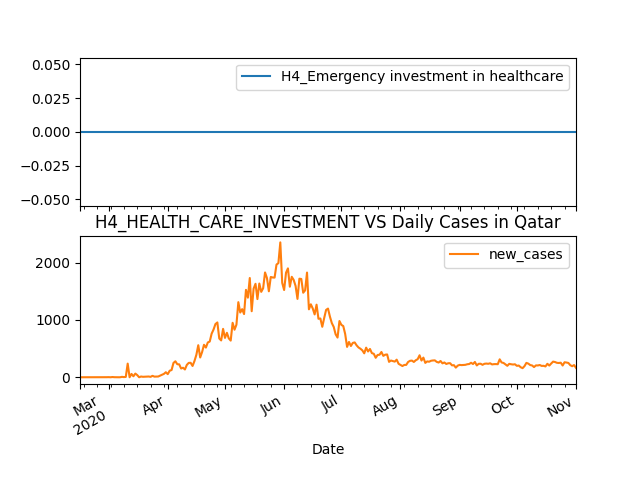 0.050
0.025
0.000
−0.025
−0.050
H4_Emergency investment in healthcare
H4_HEALTH_CARE_INVESTMENT VS Daily Cases in Qatar
2000
1000
0
new_cases
Mar
2020
Apr
May
Jun
Jul
Aug
Sep
Oct
Nov
Date